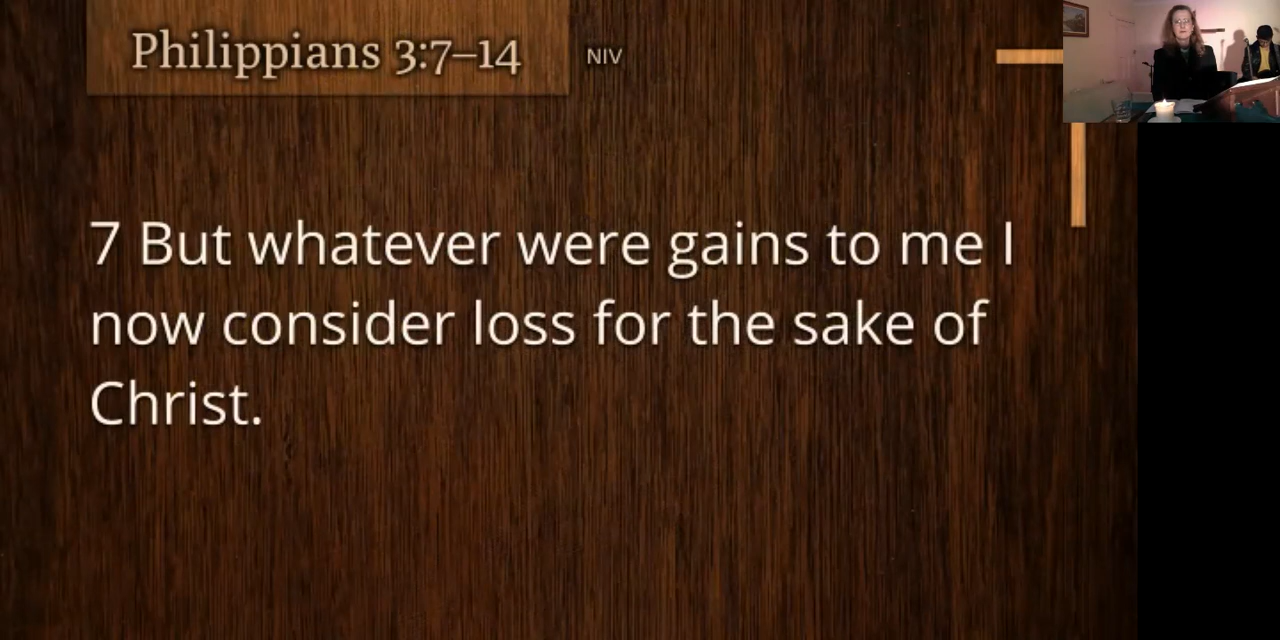 Philippians 3:7–14
NIV
7 But whatever were gains to me I
now consider loss for the sake of
Christ.